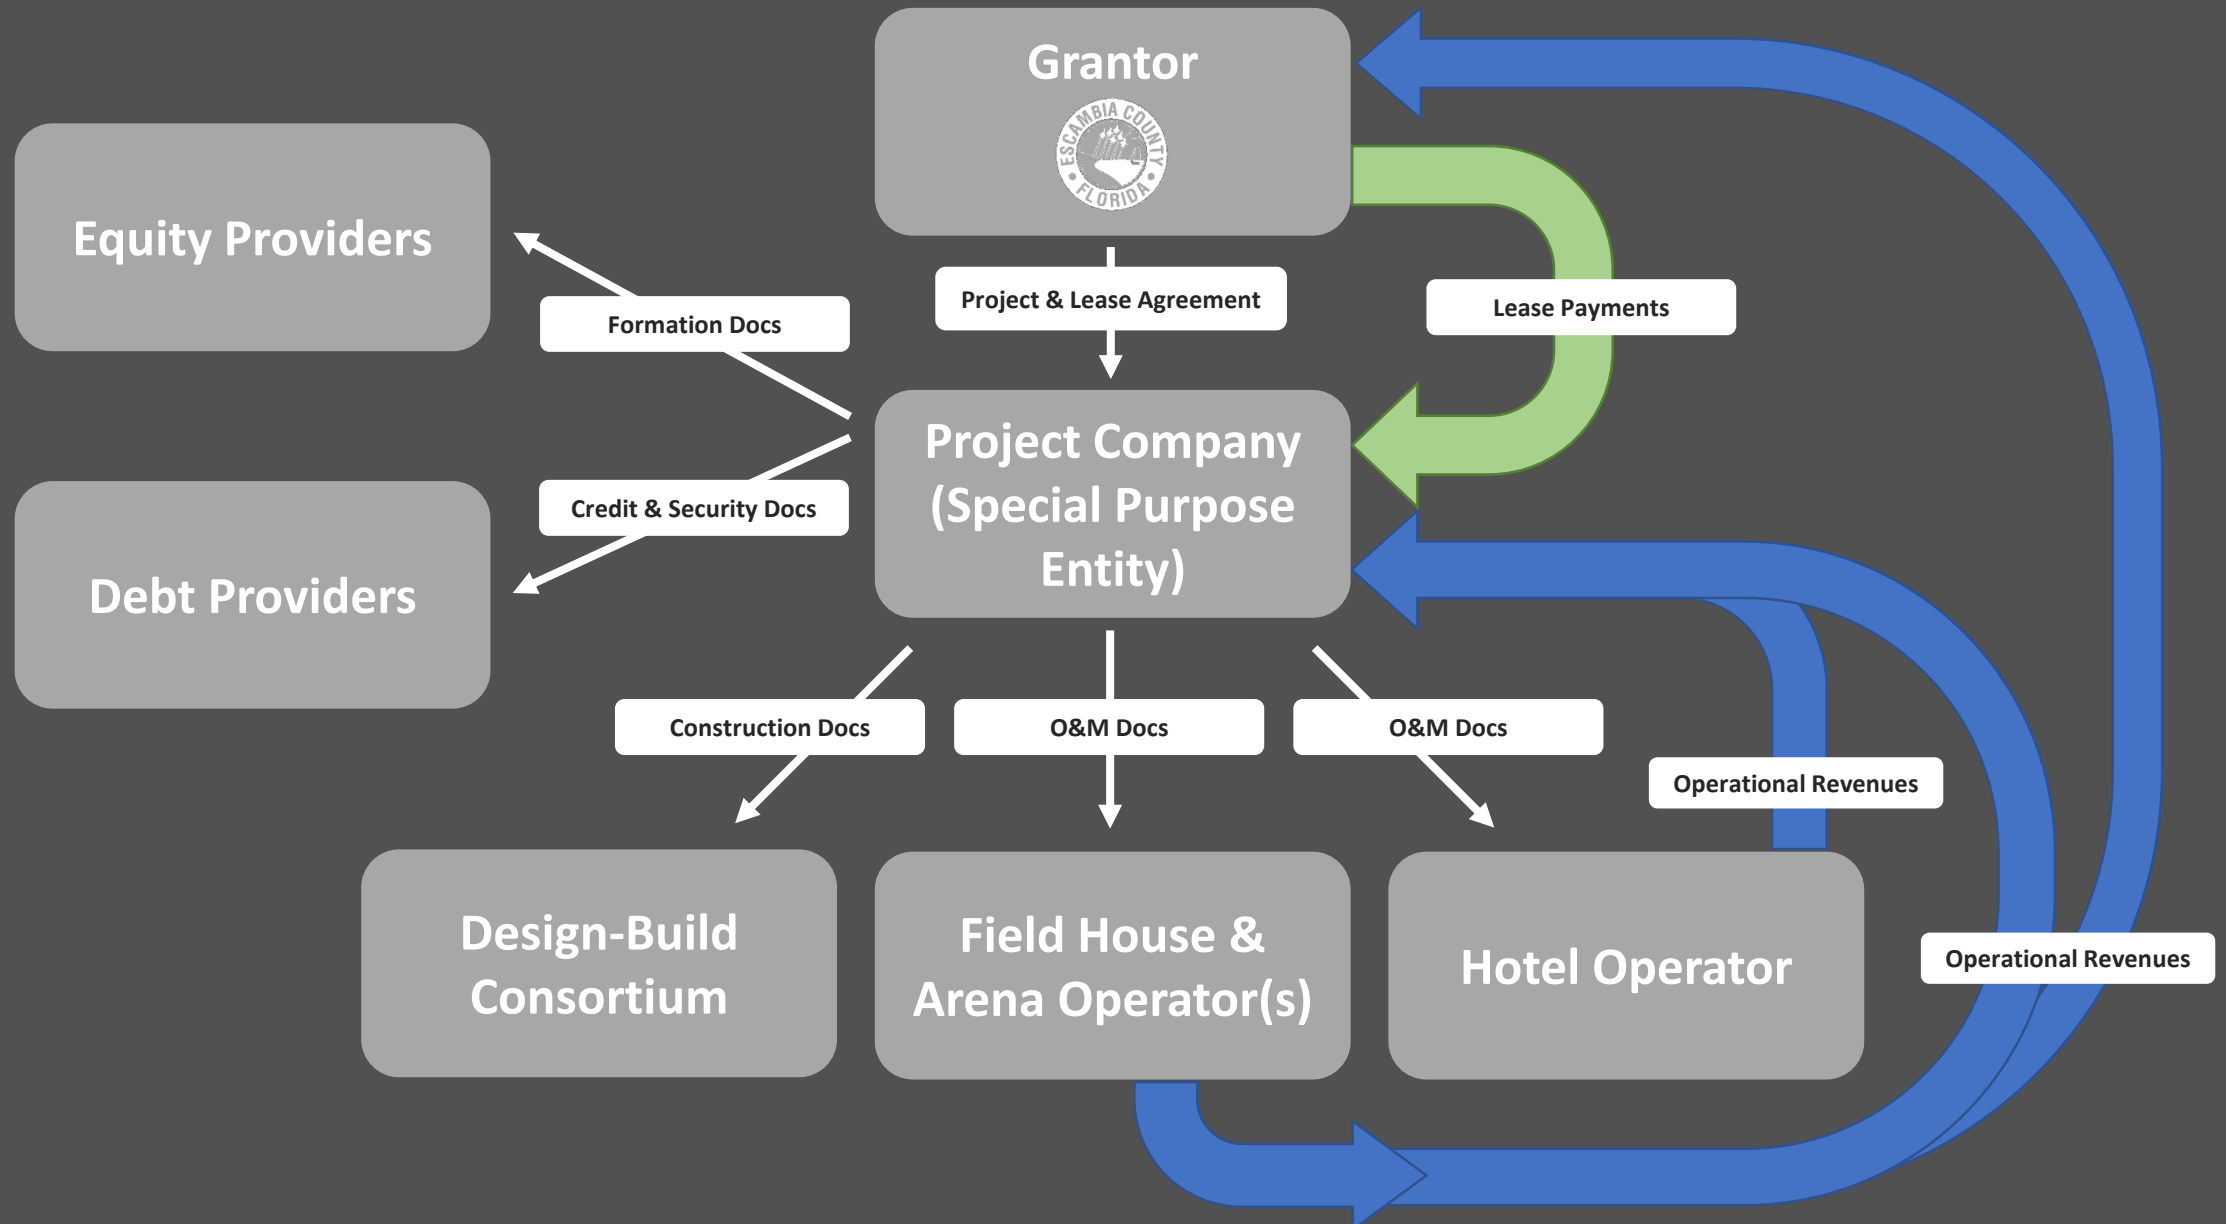 Grantor
ESCAMBIA COUNTY
FLORIDA
Equity Providers
Project & Lease Agreement
Lease Payments
Formation Docs
Project Company
(Special Purpose
Entity)
Credit & Security Docs
Debt Providers
Construction Docs
O&M Docs
O&M Docs
Operational Revenues
Design-Build
Consortium
Field House &
Arena Operator(s)
Hotel Operator
Operational Revenues